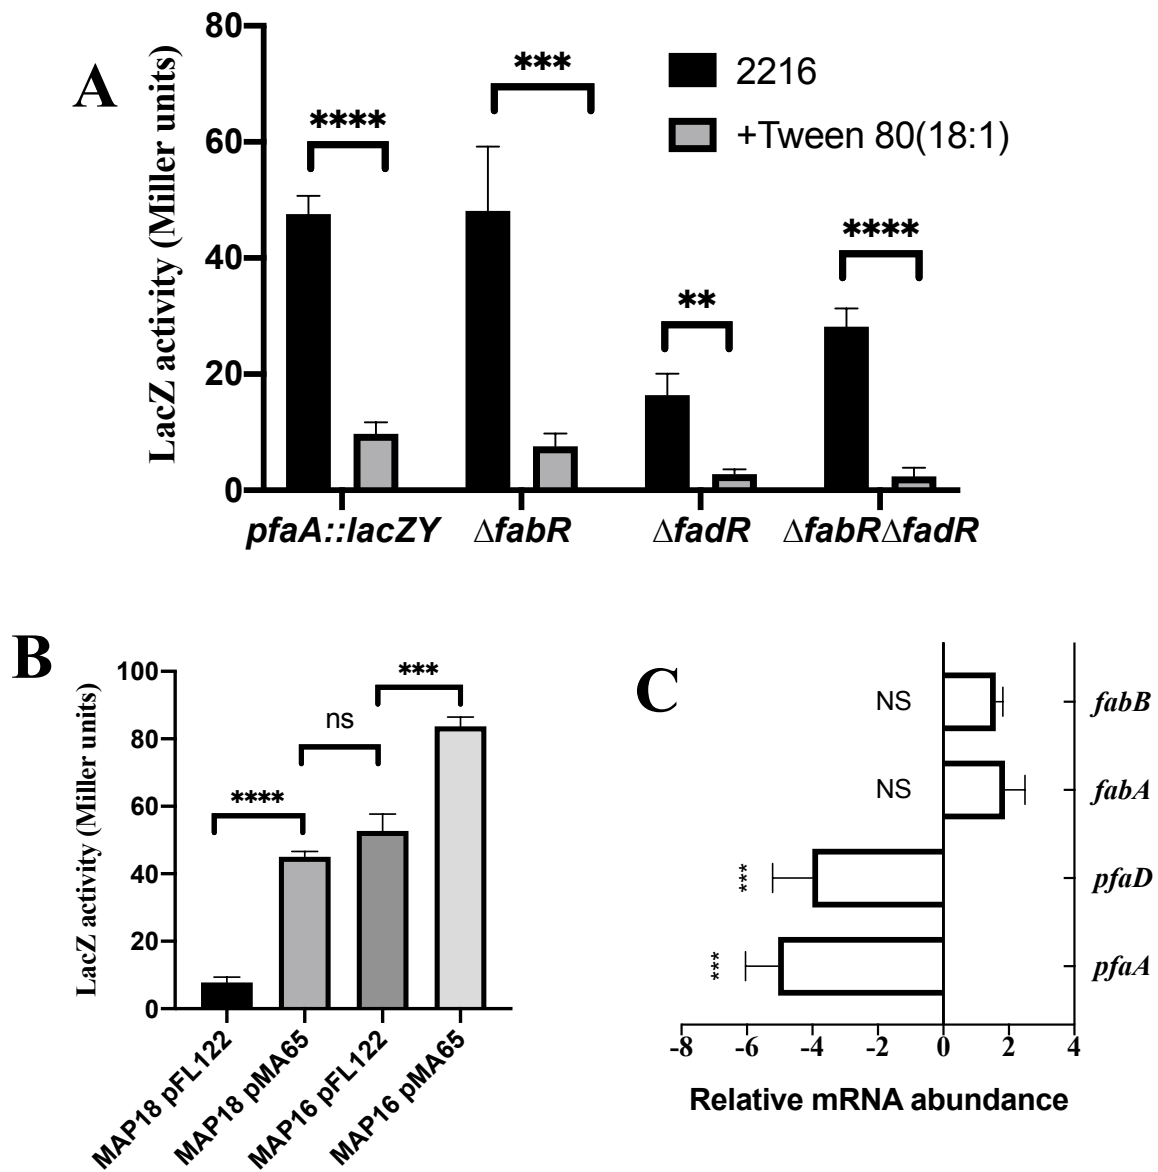 A
LacZ activity (Miller units)
80
60
40
20
0
****
***
**
****
2216
+Tween 80(18:1)
pfaA::lacZY
ΔfabR
ΔfadR
ΔfabRΔfadR
B
LacZ activity (Miller units)
100
80
60
40
20
0
****
ns
***
MAP18 pFL122
MAP18 pMA65
MAP16 pFL122
MAP16 pMA65
C
NS
fabB
NS
fabA
***
pfaD
***
pfaA
-8 -6 -4 -2 0 2 4
Relative mRNA abundance